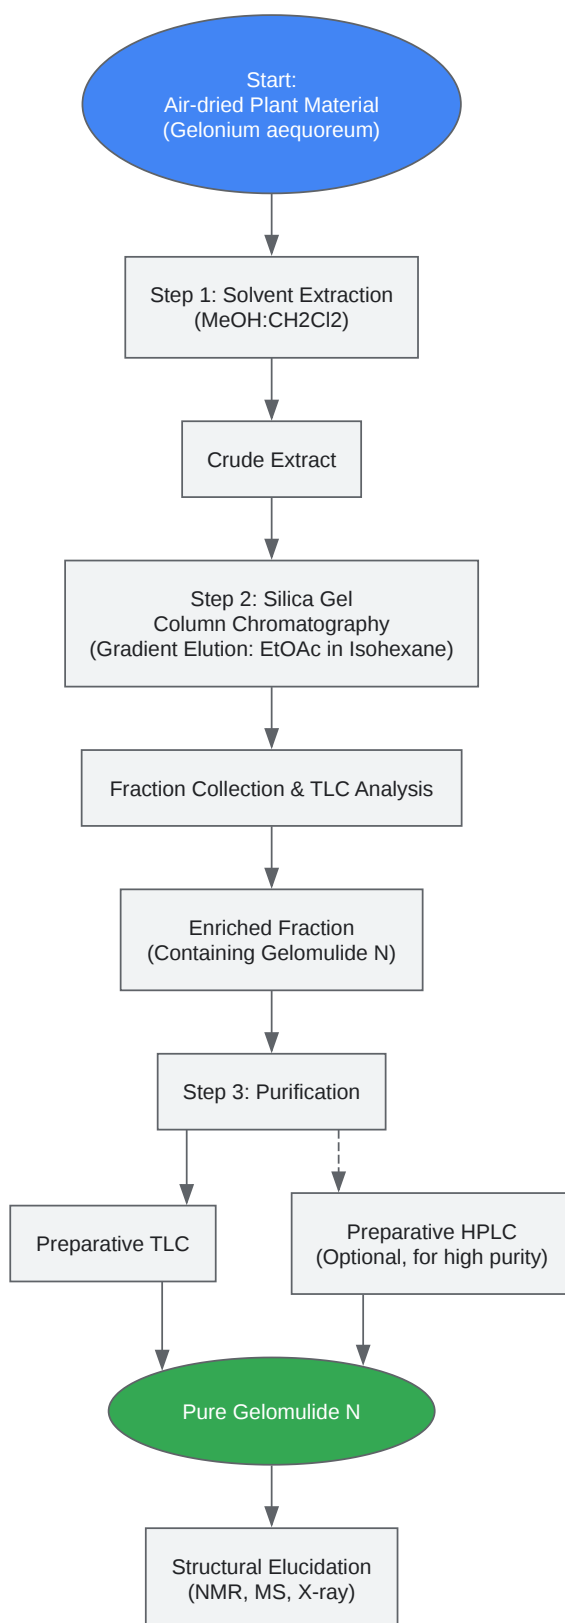 Start:
Air-dried Plant Material
(Gelonium aequoreum)
Step 1: Solvent Extraction
(MeOH:CH2Cl2)
Crude Extract
Step 2: Silica Gel
Column Chromatography
(Gradient Elution: EtOAc in Isohexane)
Fraction Collection & TLC Analysis
Enriched Fraction
(Containing Gelomulide N)
Step 3: Purification
Preparative TLC
Preparative HPLC
(Optional, for high purity)
Pure Gelomulide N
Structural Elucidation
(NMR, MS, X-ray)